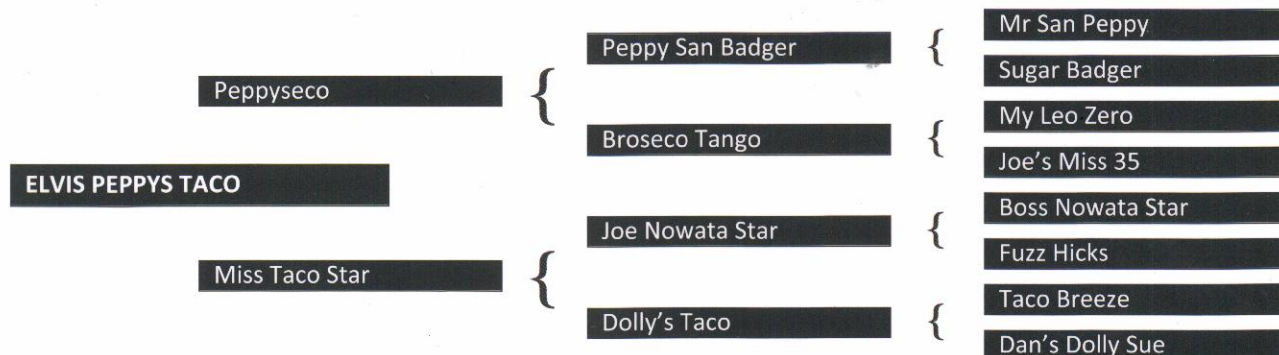 ELVIS PEPPYS TACO
Peppyseco
Miss Taco Star
Peppy San Badger
Broseco Tango
Joe Nowata Star
Dolly's Taco
Mr San Peppy
Sugar Badger
My Leo Zero
Joe's Miss 35
Boss Nowata Star
Fuzz Hicks
Taco Breeze
Dan's Dolly Sue